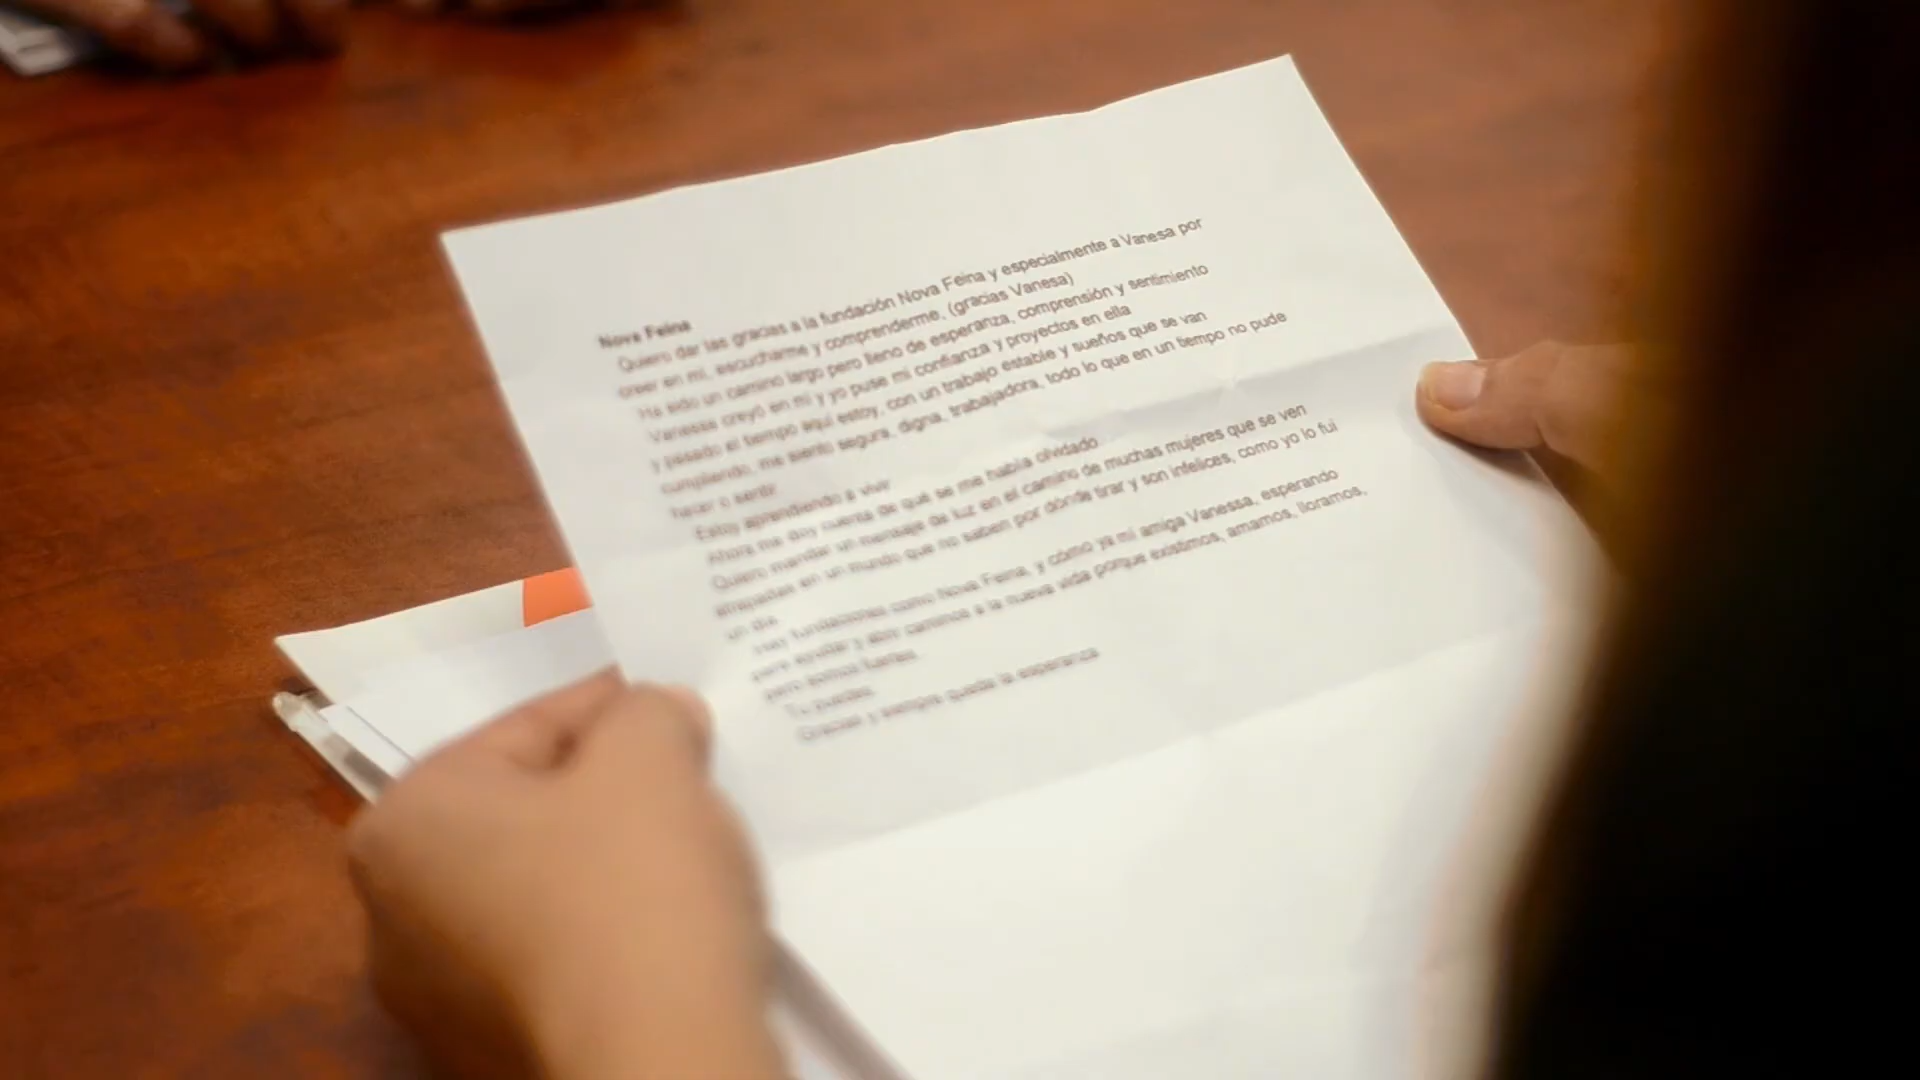 Nova Feina
Quiero dar las gracias a la fundación Nova Feina y especialmente a Vanesa por
creer en mí, escucharme y comprenderme, (gracias Vanesa)
Ha sido un camino largo pero lleno de esperanza, comprensión y sentimiento
Vanessa creyó en mí y yo puse mi confianza y proyectos en ella
y pasado el tiempo aquí estoy, con un trabajo estable y sueños que se van
cumpliendo, me siento segura, digna, trabajadora, todo lo que en un tiempo no pude
hacer o sentir
Estoy aprendiendo a vivir
Ahora me doy cuenta de qué se me había olvidado
Quiero mandar un mensaje de luz en el camino de muchas mujeres que se ven
atrapadas en un mundo que no saben por dónde tirar y son infelices, como yo lo fui
un día
Hay fundaciones como Nova Feina, y cómo ya mi amiga Vanessa, esperando
para ayudar y abrir caminos a la nueva vida porque existimos, amamos, lloramos,
pero somos fuertes
Tu puedes
Gracias y siempre queda la esperanza